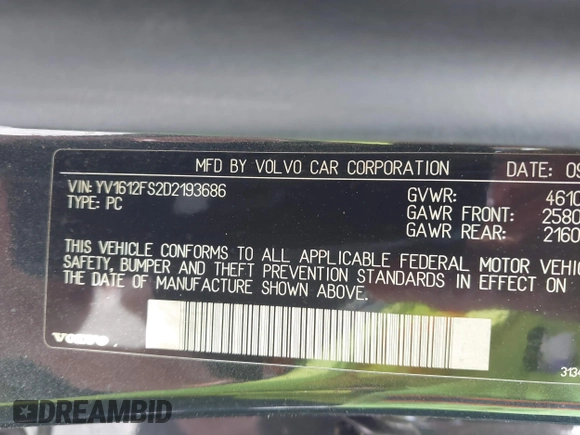 MFD BY VOLVO CAR CORPORATION DATE: 09
VIN: YV1612FS2D2193686 GVWR: 4610
TYPE: PC GAWR FRONT: 2580
GAWR REAR: 2160
THIS VEHICLE CONFORMS TO ALL APPLICABLE FEDERAL MOTOR VEHIC
SAFETY, BUMPER AND THEFT PREVENTION STANDARDS IN EFFECT ON
THE DATE OF MANUFACTURE SHOWN ABOVE.
VOLVO
313
DREAMBID